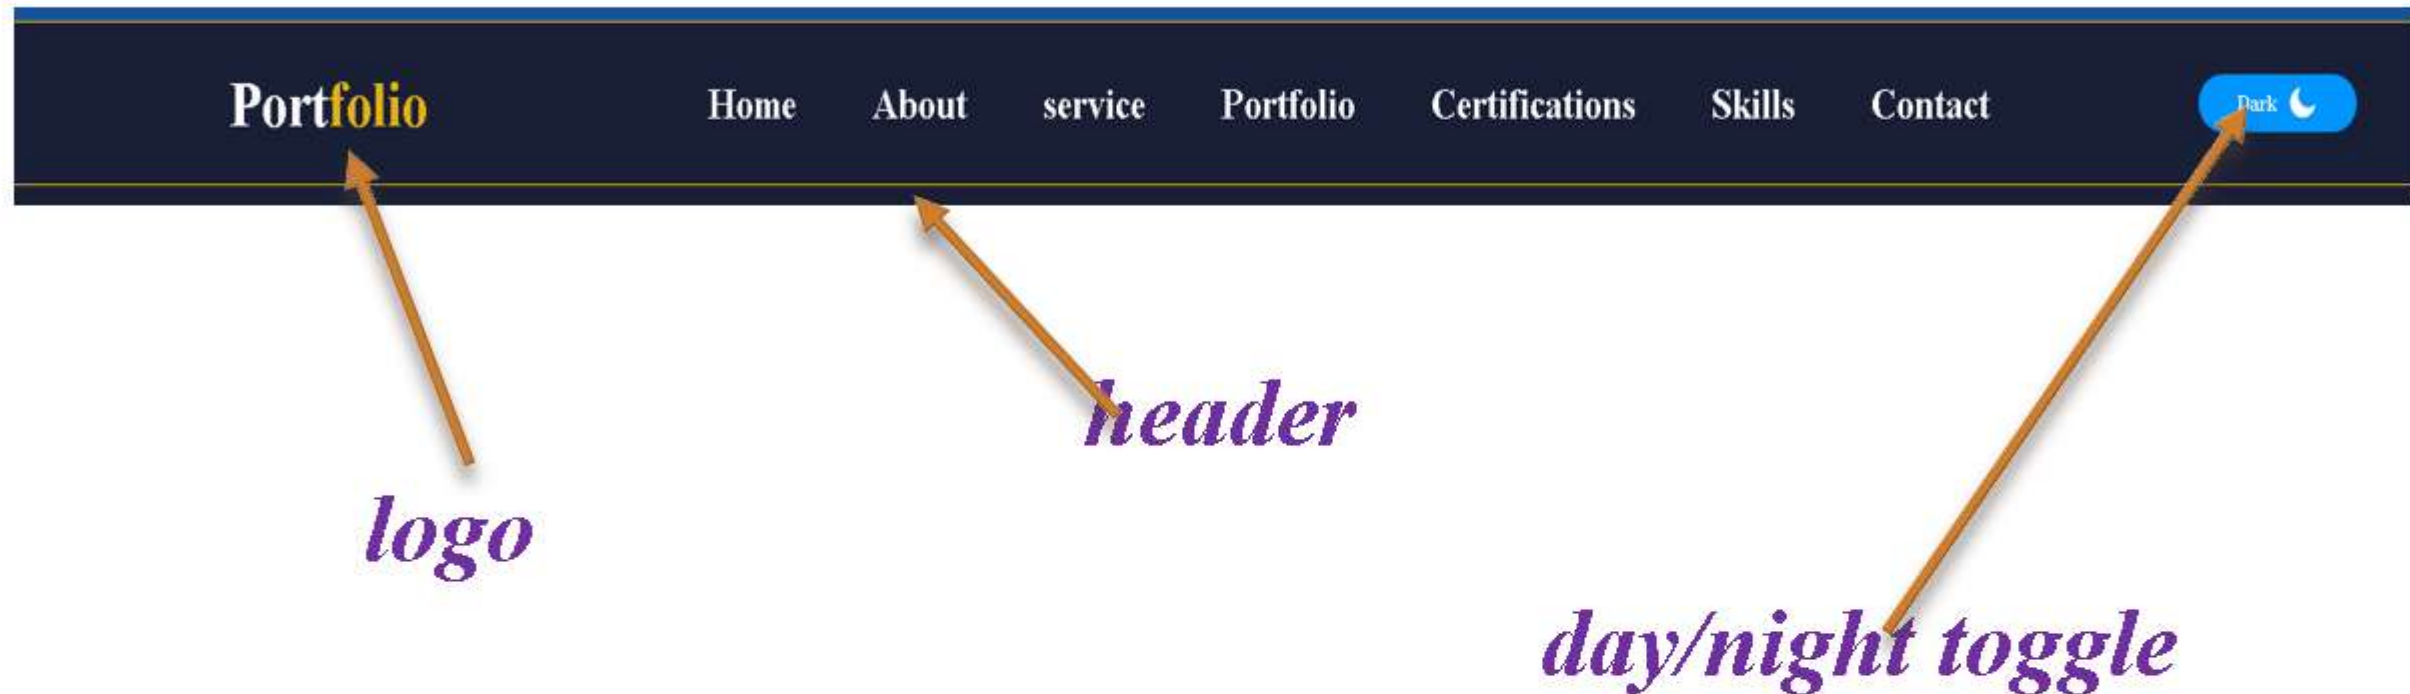 Portfolio Home About service Portfolio Certifications Skills Contact Dark
header
logo
day/night toggle